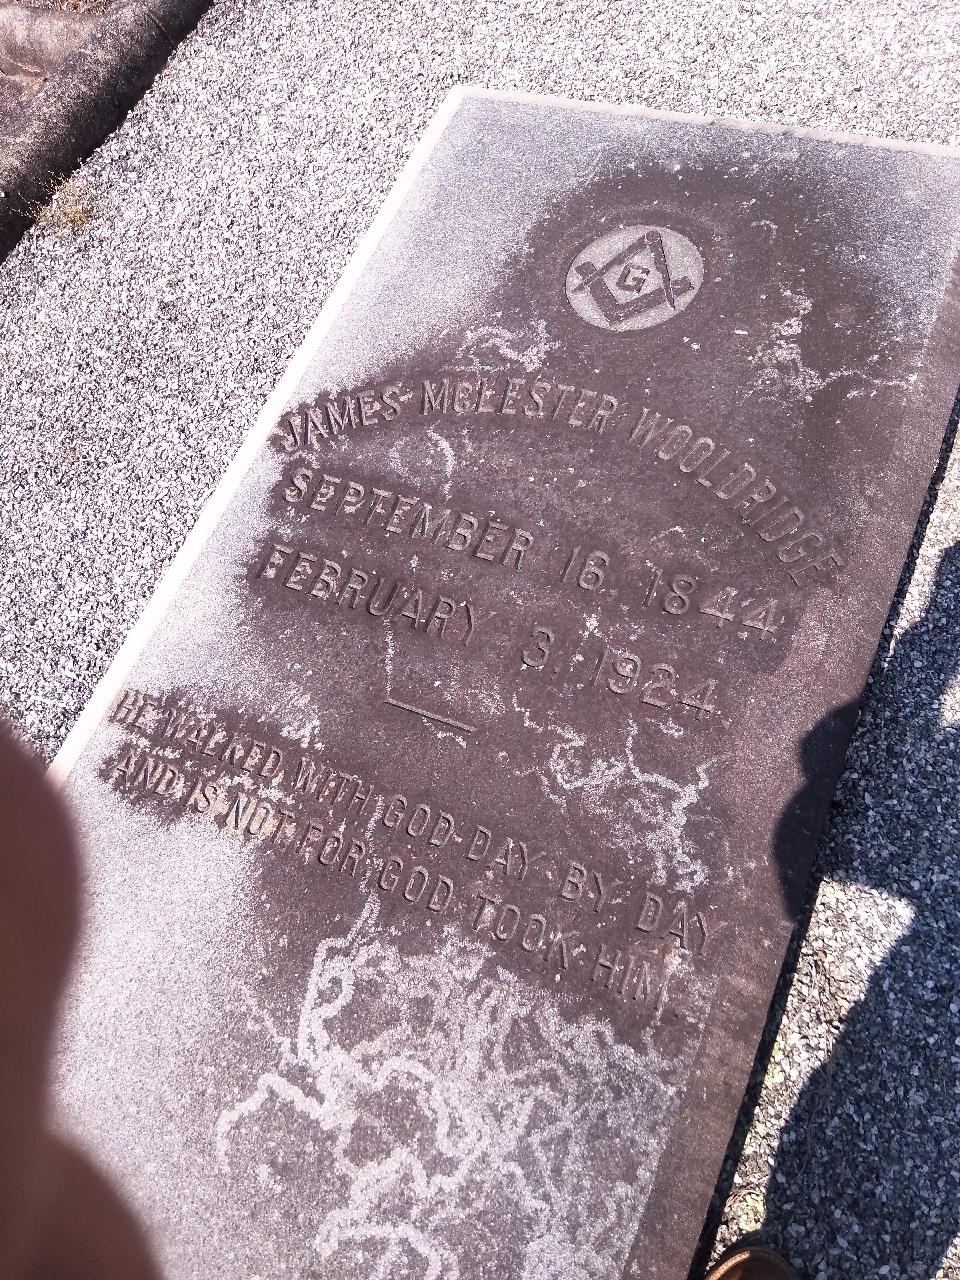 G
JAMES MCLESTER WOOLDRIDGE
SEPTEMBER 16, 1844
FEBRUARY 3, 1924
HE WALKED WITH GOD DAY BY DAY
AND IS NOT FOR GOD TOOK HIM